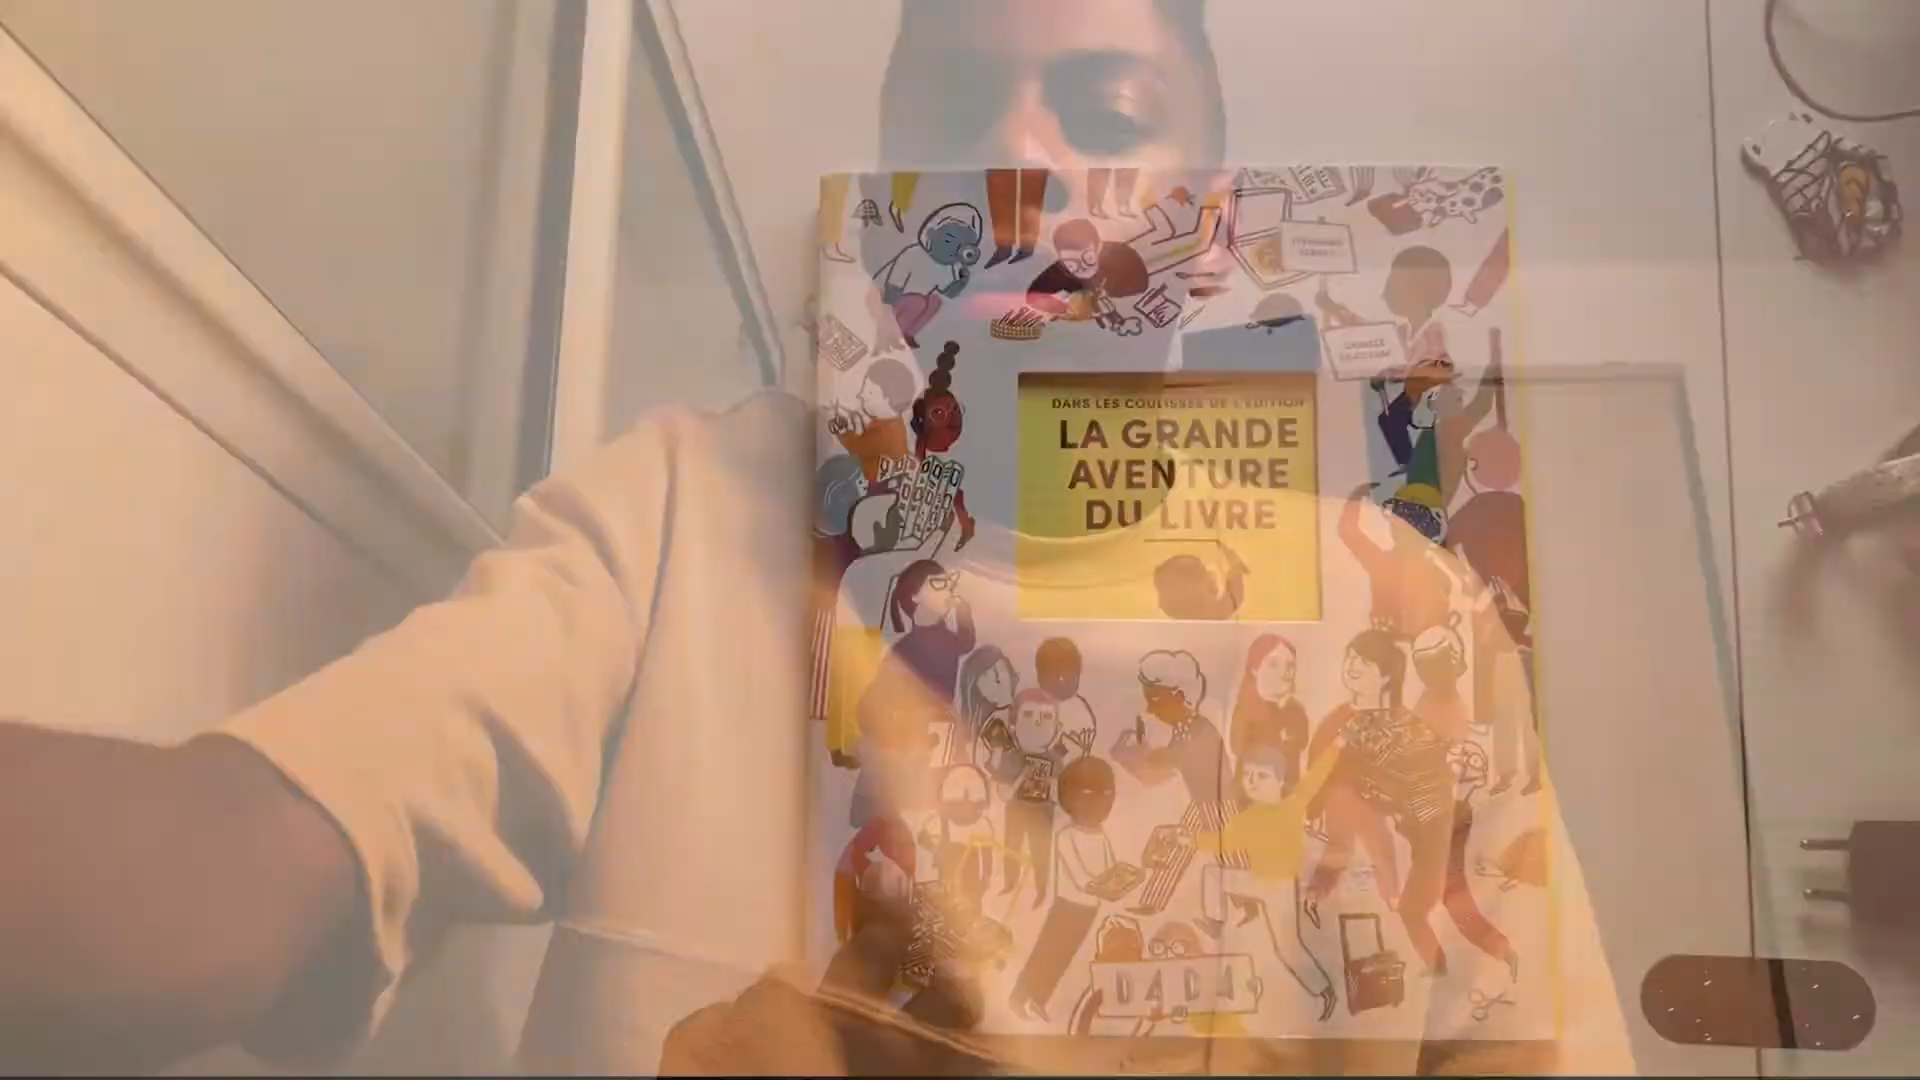 DANS LES COULISSES DE L'ÉDITION
LA GRANDE
AVENTURE
DU LIVRE
DADA